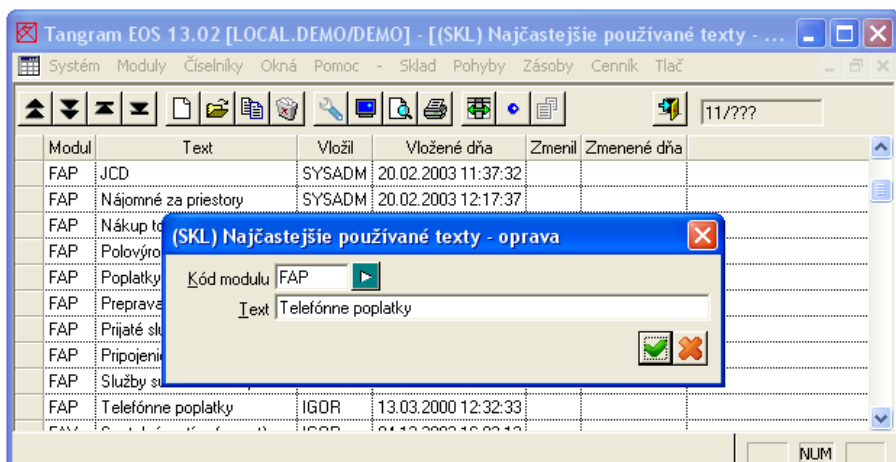 Tangram EOS 13.02 [LOCAL.DEMO/DEMO] - [(SKL) Najčastejšie používané texty - ...
Systém Moduly Číselníky Okná Pomoc - Sklad Pohyby Zásoby Cenník Tlač
11/???
Modul Text Vložil Vložené dňa Zmenil Zmenené dňa
FAP JCD SYSADM 20.02.2003 11:37:32
FAP Nájomné za priestory SYSADM 20.02.2003 12:17:37
FAP Nákup
FAP
FAP Poplatky
FAP Preprava
FAP Prijaté
FAP
FAP Služby
FAP Telefónne poplatky IGOR 13.03.2000 12:32:33
(SKL) Najčastejšie používané texty - oprava
Kód modulu FAP
Text Telefónne poplatky
NUM